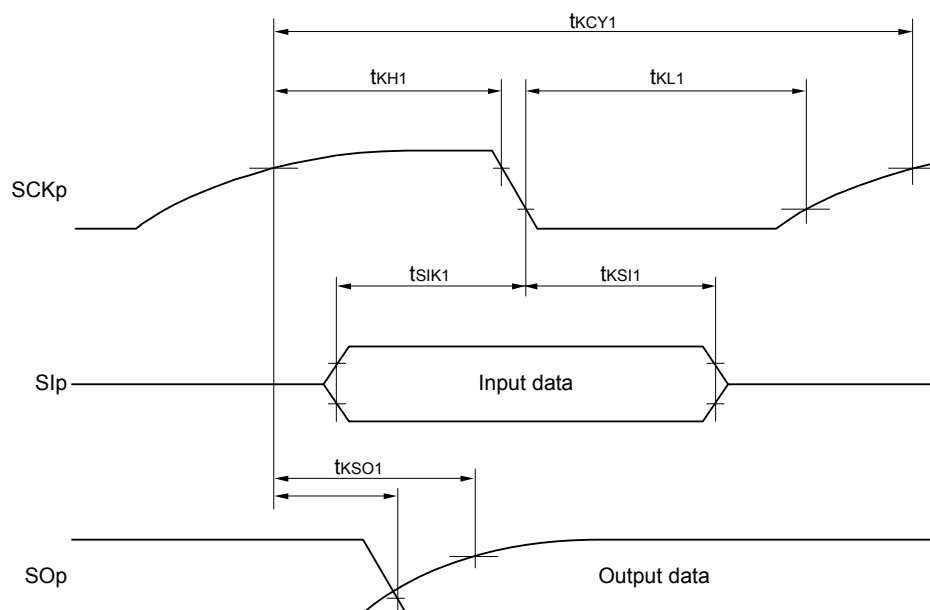 tKCY1
tKH1
tKL1
SCKp
tSIK1
tKSI1
SIp
Input data
tKSO1
SOp
Output data